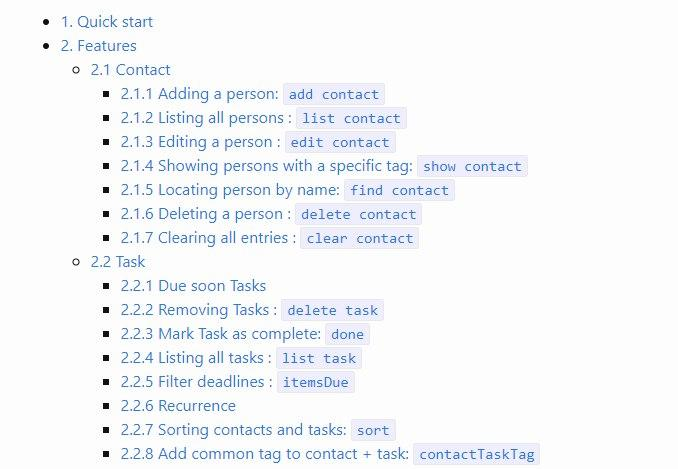 1. Quick start
2. Features
2.1 Contact
2.1.1 Adding a person: add contact
2.1.2 Listing all persons : list contact
2.1.3 Editing a person : edit contact
2.1.4 Showing persons with a specific tag: show contact
2.1.5 Locating person by name: find contact
2.1.6 Deleting a person : delete contact
2.1.7 Clearing all entries : clear contact
2.2 Task
2.2.1 Due soon Tasks
2.2.2 Removing Tasks : delete task
2.2.3 Mark Task as complete: done
2.2.4 Listing all tasks : list task
2.2.5 Filter deadlines : itemsDue
2.2.6 Recurrence
2.2.7 Sorting contacts and tasks: sort
2.2.8 Add common tag to contact + task: contactTaskTag